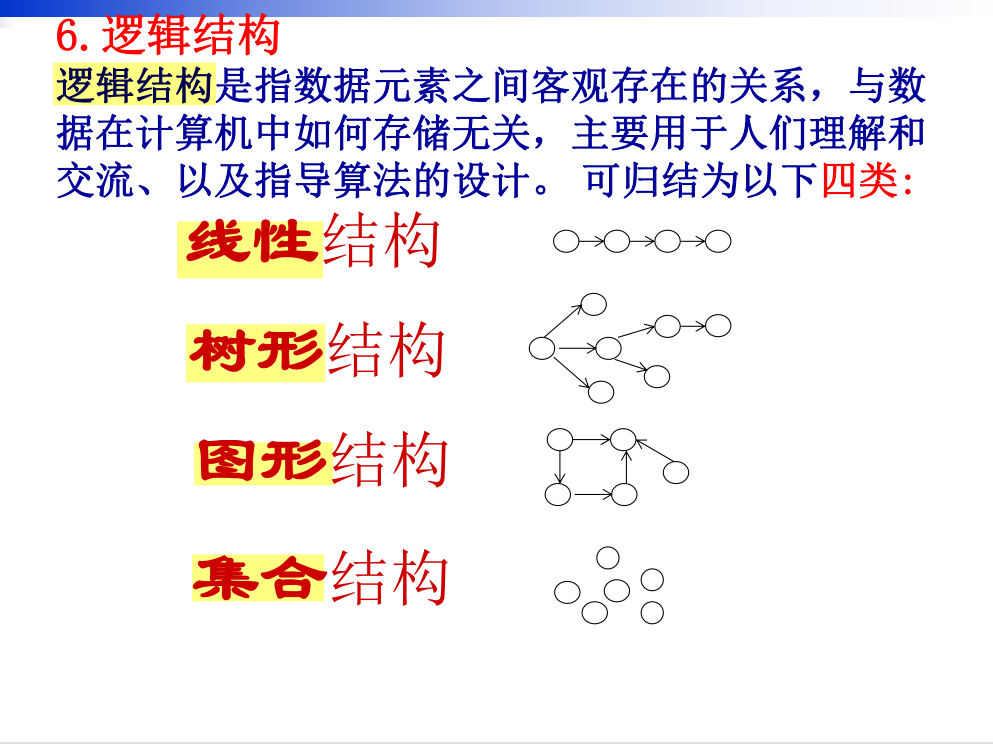 6.逻辑结构
逻辑结构是指数据元素之间客观存在的关系，与数
据在计算机中如何存储无关，主要用于人们理解和
交流、以及指导算法的设计。 可归结为以下四类:
线性结构
树形结构
图形结构
集合结构